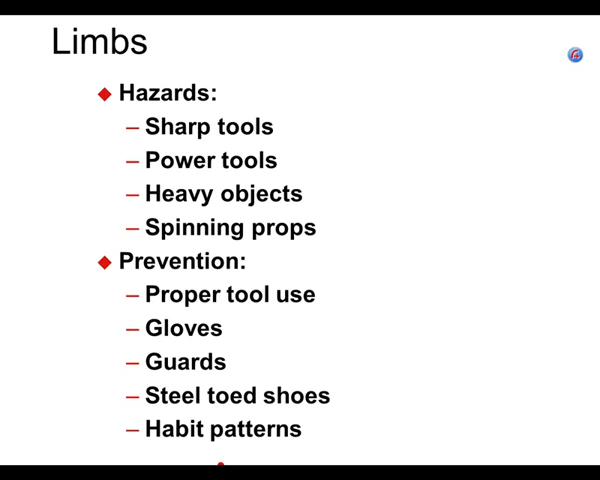 Limbs
Hazards:
– Sharp tools
– Power tools
– Heavy objects
– Spinning props
Prevention:
– Proper tool use
– Gloves
– Guards
– Steel toed shoes
– Habit patterns